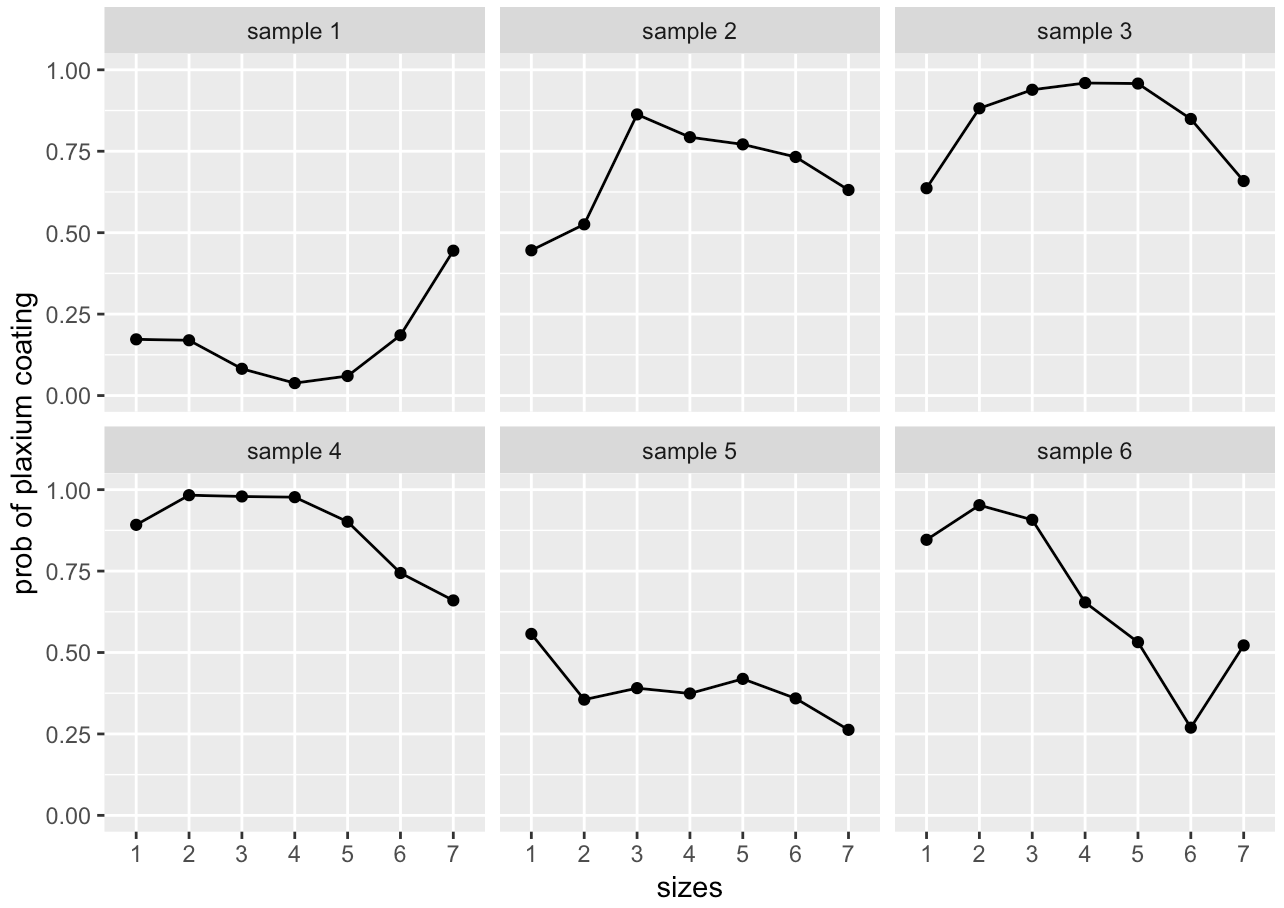 sample 1
sample 2
sample 3
1.00
0.75
0.50
0.25
0.00
sample 4
sample 5
sample 6
1.00
0.75
0.50
0.25
0.00
1 2 3 4 5 6 7
1 2 3 4 5 6 7
1 2 3 4 5 6 7
sizes
prob of plaxium coating